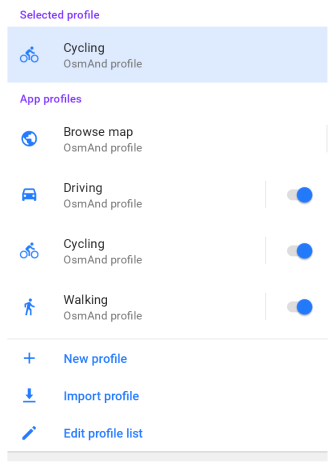 Selected profile
Cycling
OsmAnd profile
App profiles
Browse map
OsmAnd profile
Driving
OsmAnd profile
Cycling
OsmAnd profile
Walking
OsmAnd profile
New profile
Import profile
Edit profile list